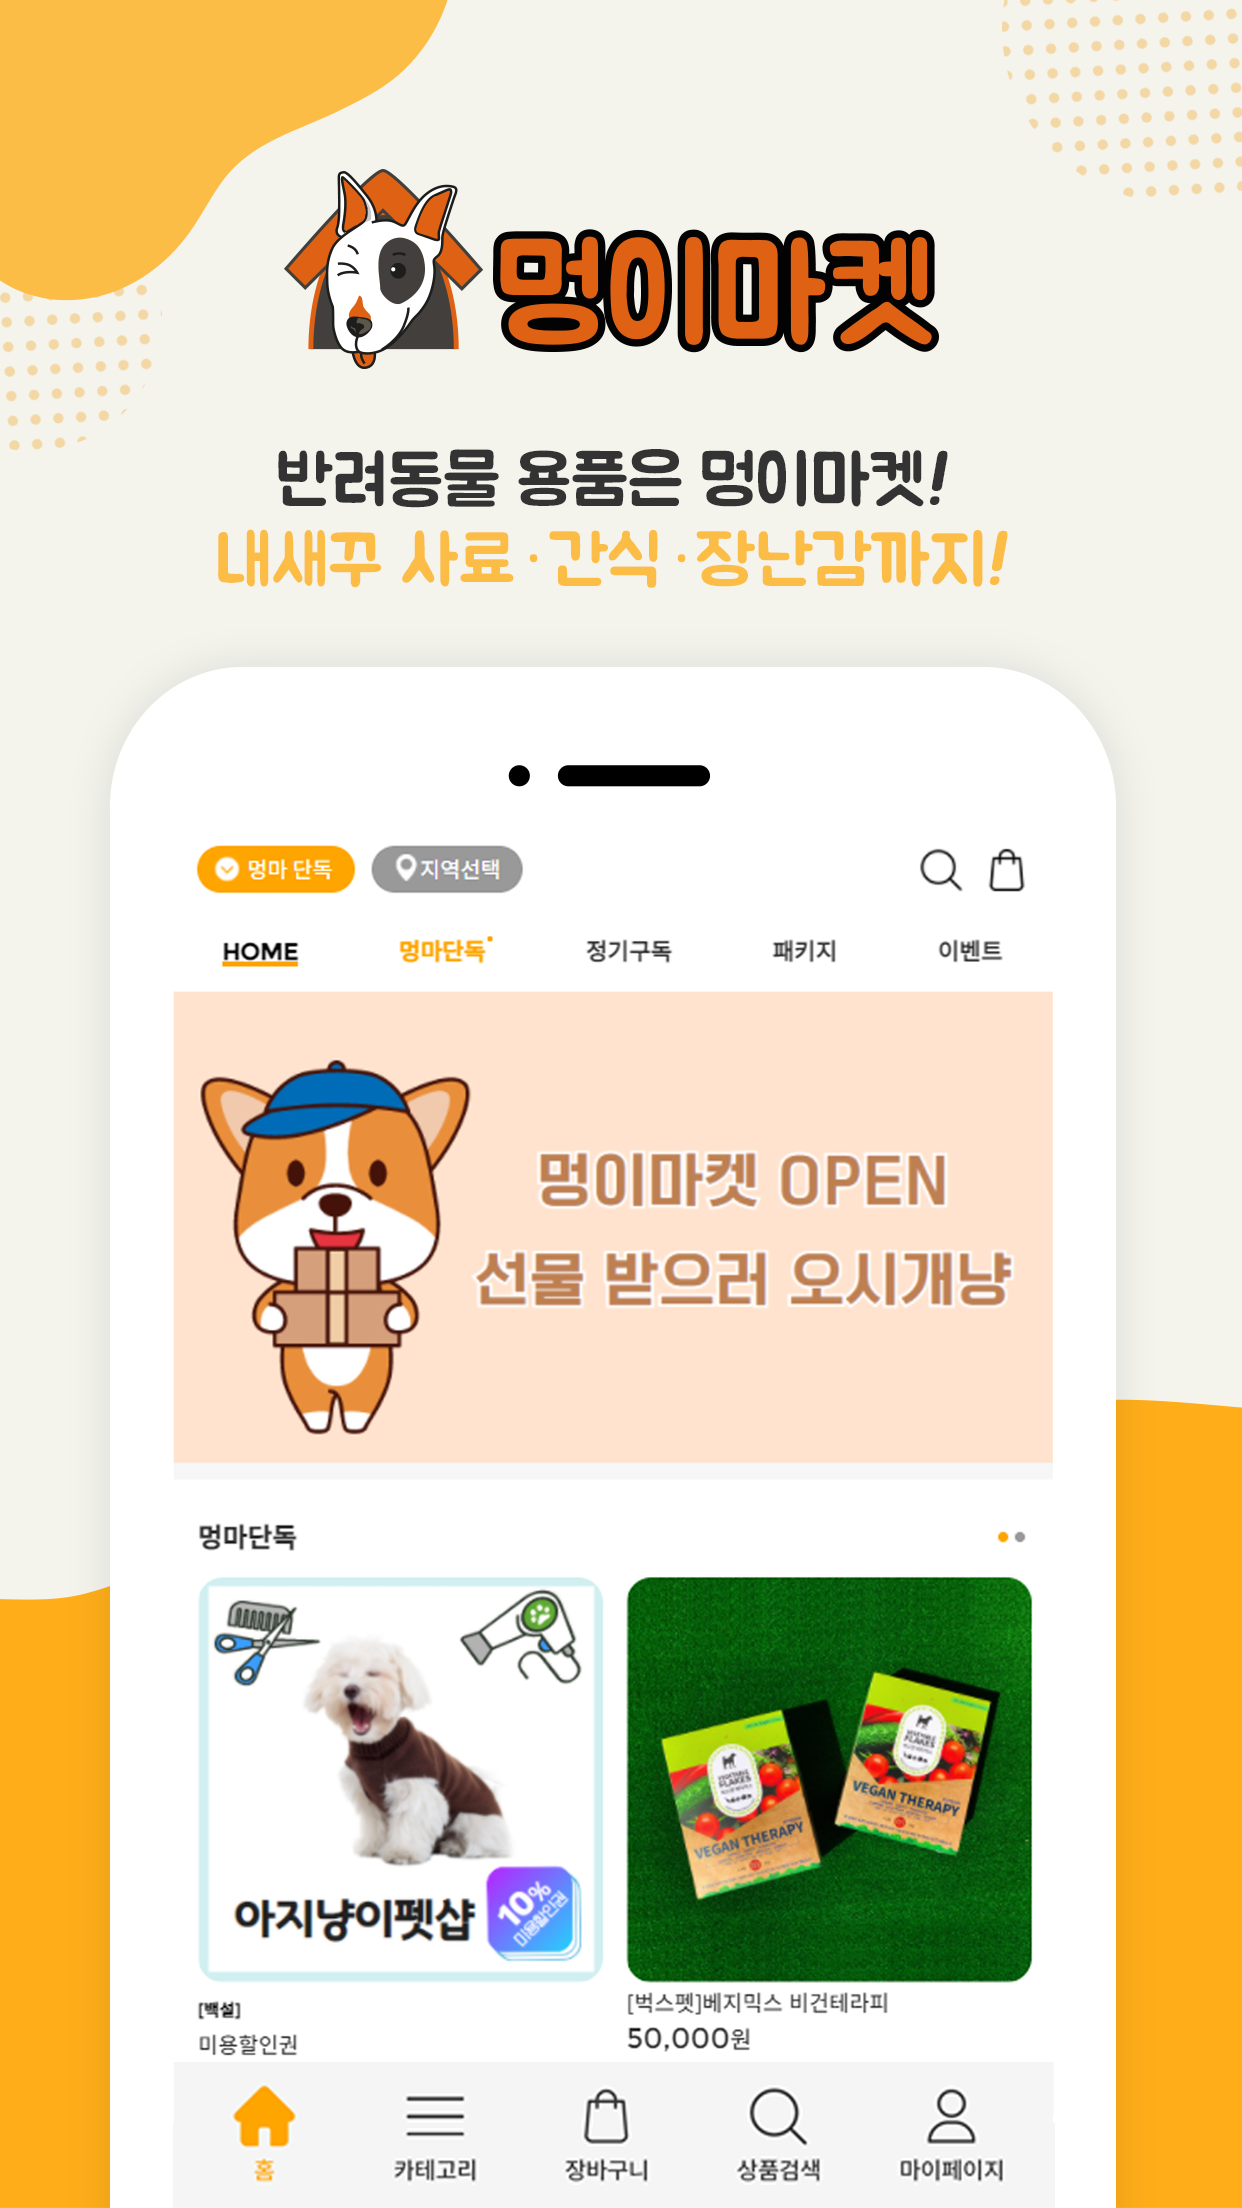 멍이마켓
반려동물 용품은 멍이마켓!
내새꾸 사료·간식·장난감까지!
멍마 단독
지역선택
HOME
멍마단독
정기구독
패키지
이벤트
멍이마켓 OPEN
선물 받으러 오시개냥
멍마단독
아지냥이펫샵
10%
미용할인권
VEGETABLE
FLAKES
VEGAN THERAPY
VEGETABLE
FLAKES
VEGAN THERAPY
[백설]
미용할인권
[벅스펫]베지믹스 비건테라피
50,000원
홈
카테고리
장바구니
상품검색
마이페이지